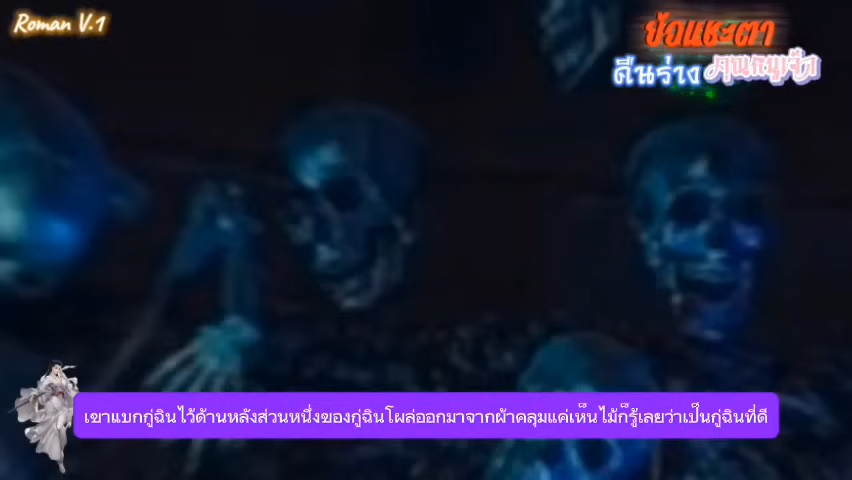 Roman V.1
ย้อนชะตา
คืนร่าง คุณหนูเจ้า
เขาแบกกู่ฉินไว้ด้านหลังส่วนหนึ่งของกู่ฉินโผล่ออกมาจากผ้าคลุมแค่เห็นไม้ก็รู้เลยว่าเป็นกู่ฉินที่ดี